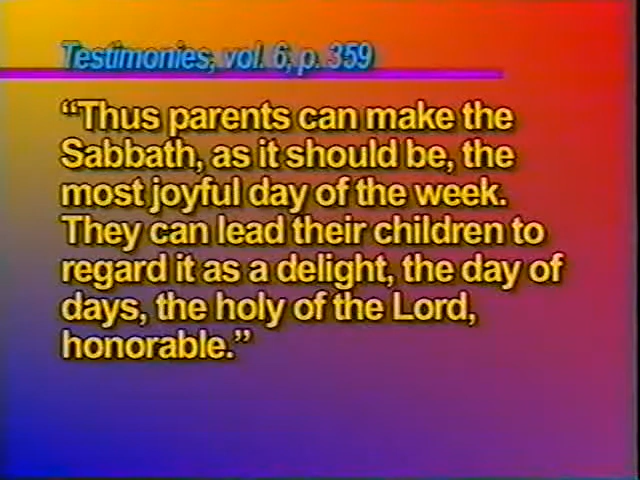 Testimonies, vol. 6, p. 359
“Thus parents can make the
Sabbath, as it should be, the
most joyful day of the week.
They can lead their children to
regard it as a delight, the day of
days, the holy of the Lord,
honorable.”